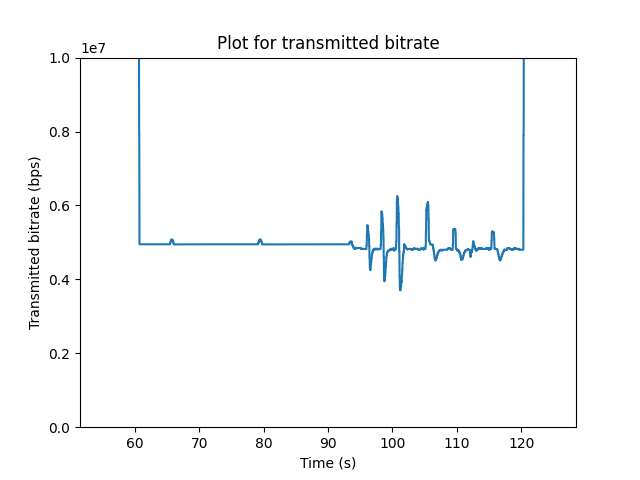 Plot for transmitted bitrate
1e7
1.0
0.8
0.6
0.4
0.2
0.0
Transmitted bitrate (bps)
60 70 80 90 100 110 120
Time (s)